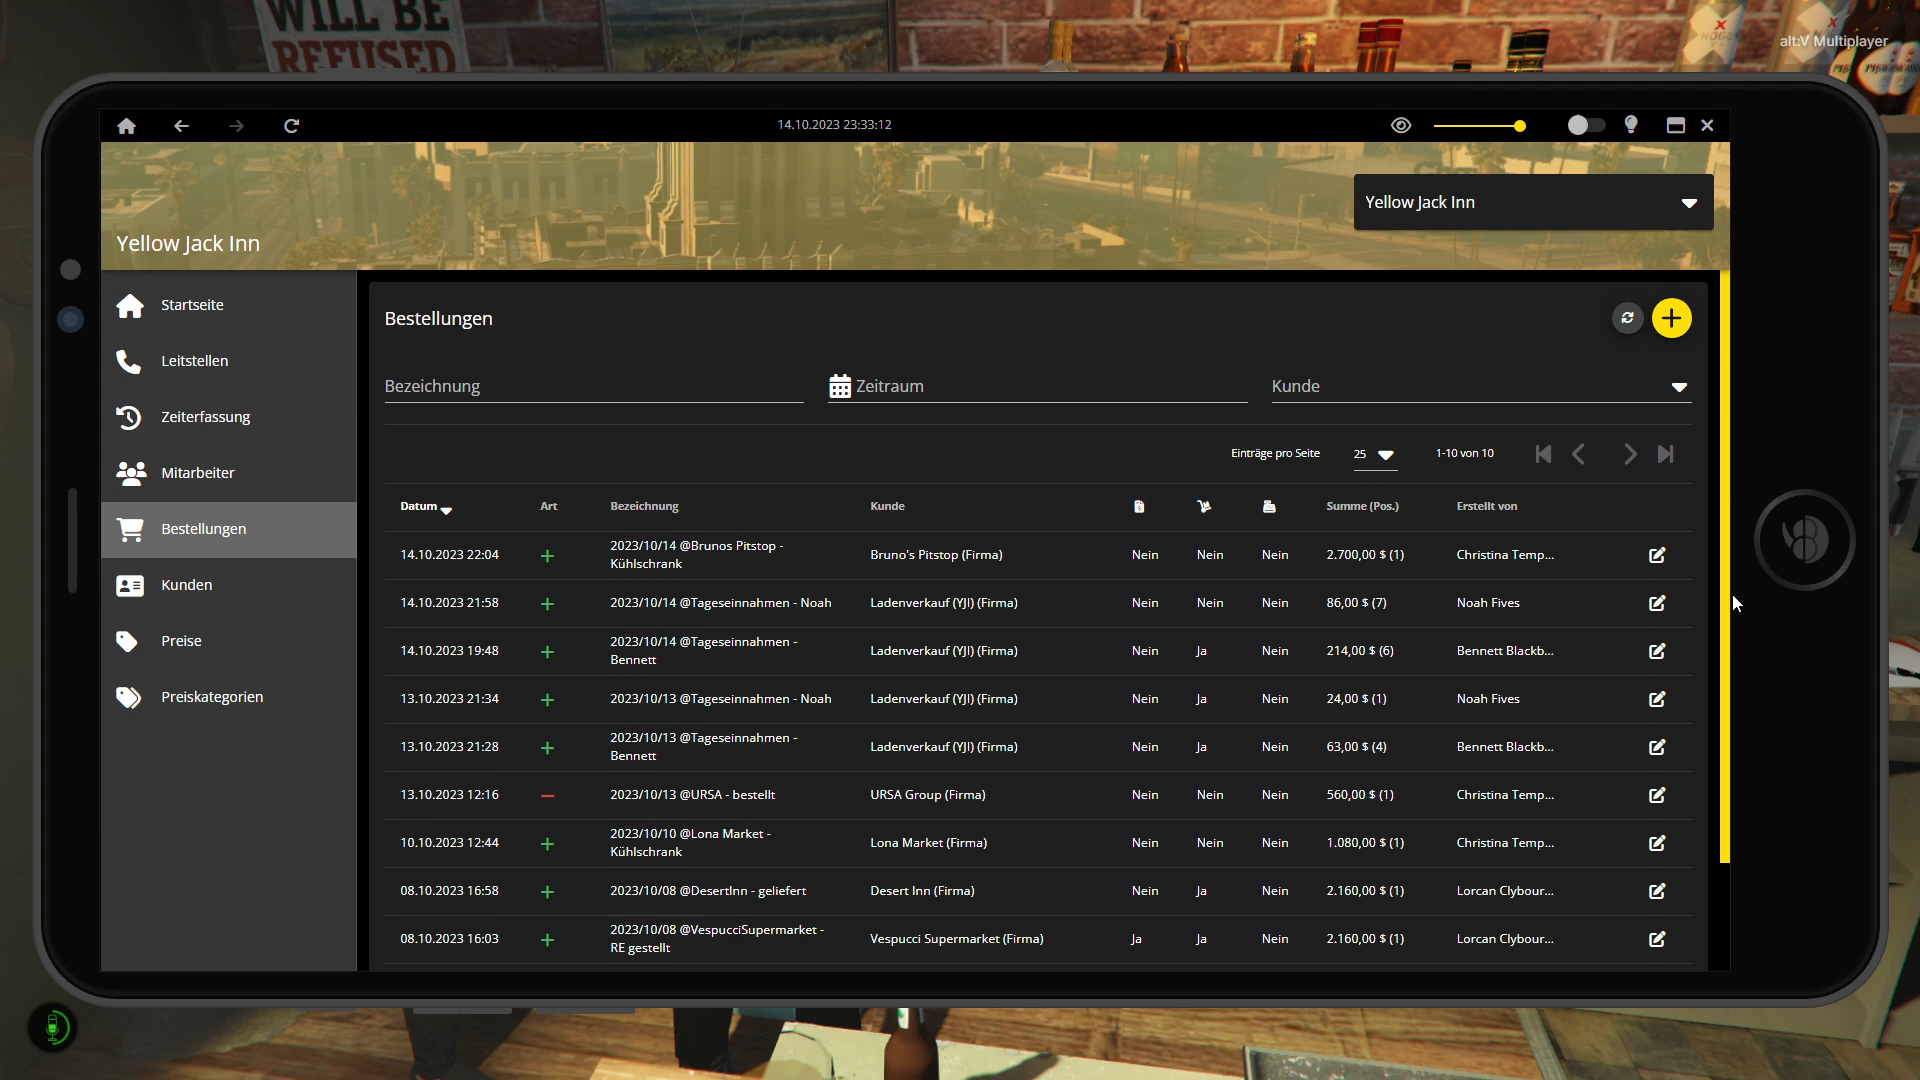 WILL BE
REFUSED
alt:V Multiplayer
14.10.2023 23:33:12
Yellow Jack Inn
Yellow Jack Inn
Startseite
Leitstellen
Zeiterfassung
Mitarbeiter
Bestellungen
Kunden
Preise
Preiskategorien
Bestellungen
Bezeichnung
Zeitraum
Kunde
Einträge pro Seite 25 1-10 von 10
Datum Art Bezeichnung Kunde Summe (Pos.) Erstellt von
14.10.2023 22:04 + 2023/10/14 @Brunos Pitstop -
Kühlschrank Bruno's Pitstop (Firma) Nein Nein Nein 2.700,00 $ (1) Christina Temp...
14.10.2023 21:58 + 2023/10/14 @Tageseinnahmen - Noah Ladenverkauf (YJI) (Firma) Nein Nein Nein 86,00 $ (7) Noah Fives
14.10.2023 19:48 + 2023/10/14 @Tageseinnahmen -
Bennett Ladenverkauf (YJI) (Firma) Nein Ja Nein 214,00 $ (6) Bennett Blackb...
13.10.2023 21:34 + 2023/10/13 @Tageseinnahmen - Noah Ladenverkauf (YJI) (Firma) Nein Ja Nein 24,00 $ (1) Noah Fives
13.10.2023 21:28 + 2023/10/13 @Tageseinnahmen -
Bennett Ladenverkauf (YJI) (Firma) Nein Ja Nein 63,00 $ (4) Bennett Blackb...
13.10.2023 12:16 − 2023/10/13 @URSA - bestellt URSA Group (Firma) Nein Nein Nein 560,00 $ (1) Christina Temp...
10.10.2023 12:44 + 2023/10/10 @Lona Market -
Kühlschrank Lona Market (Firma) Nein Nein Nein 1.080,00 $ (1) Christina Temp...
08.10.2023 16:58 + 2023/10/08 @DesertInn - geliefert Desert Inn (Firma) Nein Ja Nein 2.160,00 $ (1) Lorcan Clybour...
08.10.2023 16:03 + 2023/10/08 @VespucciSupermarket -
RE gestellt Vespucci Supermarket (Firma) Ja Ja Nein 2.160,00 $ (1) Lorcan Clybour...